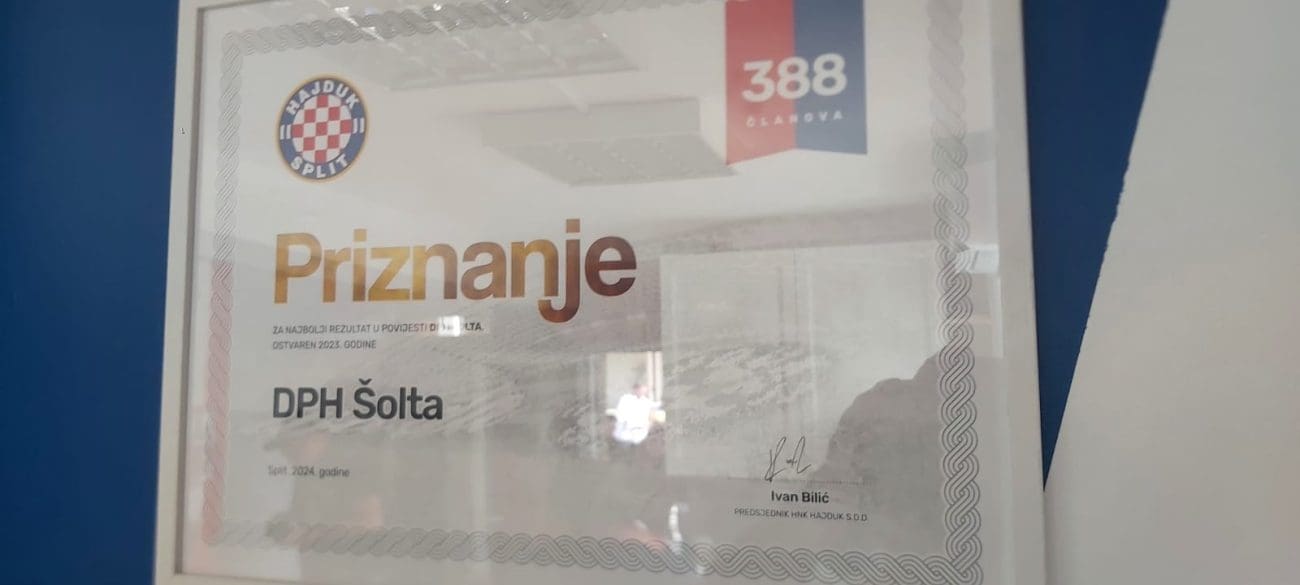 HAJDUK
SPLIT
388
ČLANOVA
Priznanje
ZA NAJBOLJI REZULTAT U POVIJESTI
OSTVAREN 2023. GODINE
DPH Šolta
Split, 2024. godine
Ivan Bilić
PREDSJEDNIK HNK HAJDUK Š.D.D.